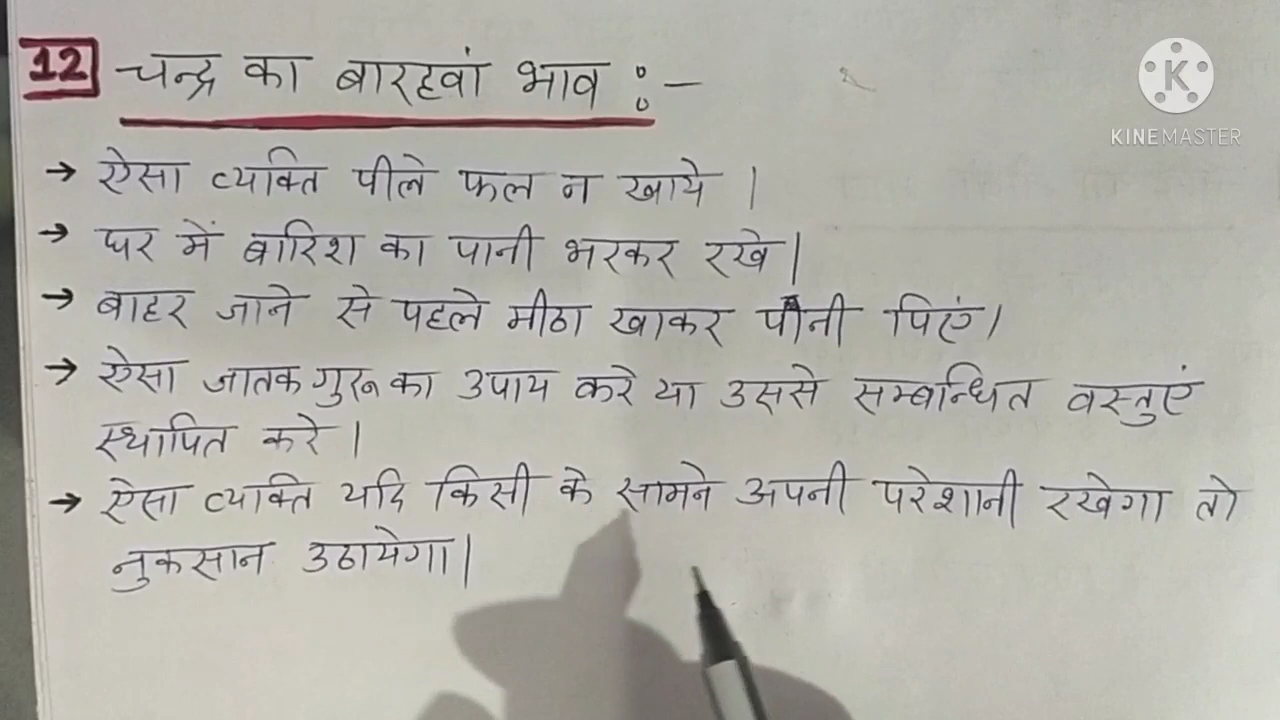 12 चन्द्र का बारहवां भाव :-
→ ऐसा व्यक्ति पीले फल न खाये ।
→ घर में बारिश का पानी भरकर रखे।
→ बाहर जाने से पहले मीठा खाकर पानी पिएं।
→ ऐसा जातक गुरू का उपाय करे या उससे सम्बन्धित वस्तुएं
स्थापित करे ।
→ ऐसा व्यक्ति यदि किसी के सामने अपनी परेशानी रखेगा तो
नुकसान उठायेगा।
K
KINEMASTER